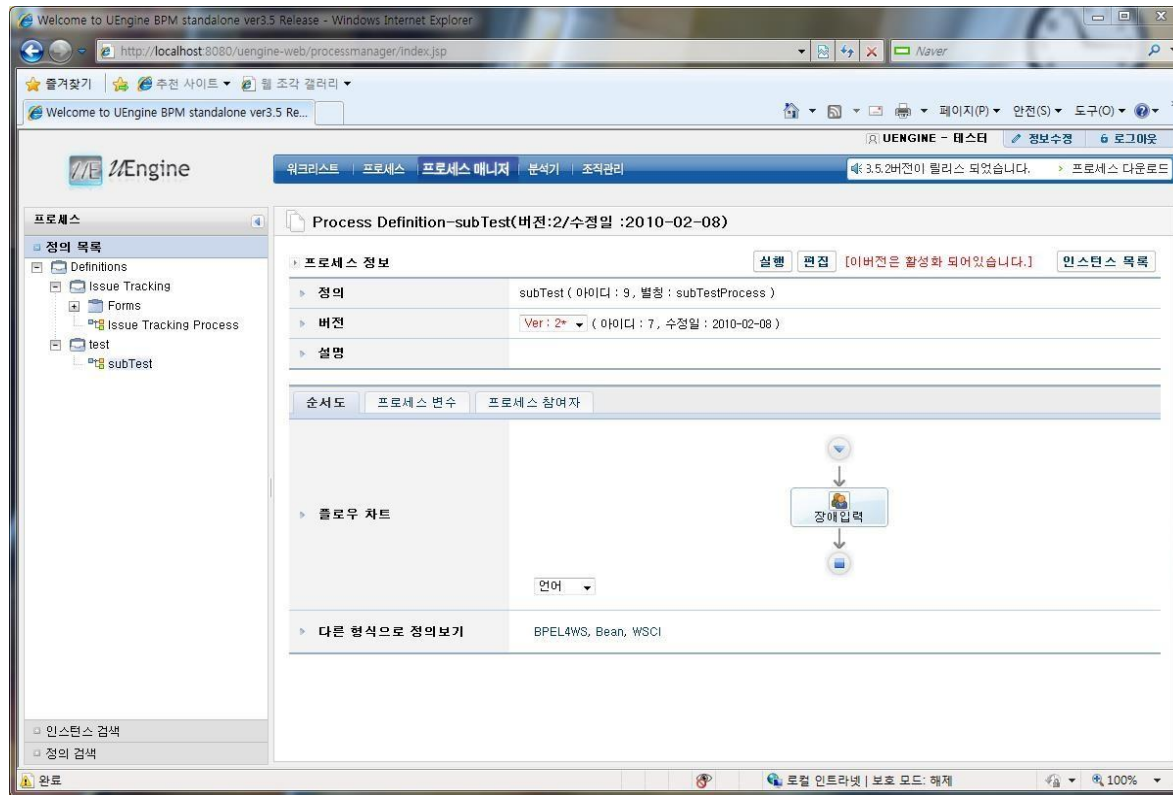 Welcome to UEngine BPM standalone ver3.5 Release - Windows Internet Explorer
http://localhost:8080/uengine-web/processmanager/index.jsp
Naver
즐겨찾기 추천 사이트 웹 조각 갤러리
Welcome to UEngine BPM standalone ver3.5 Re...
페이지(P) 안전(S) 도구(O)
UENGINE - 테스터 정보수정 로그아웃
UEngine
워크리스트 프로세스 프로세스 매니저 분석기 조직관리
3.5.2버전이 릴리스 되었습니다. 프로세스 다운로드
프로세스
Process Definition-subTest(버전:2/수정일 :2010-02-08)
정의 목록
Definitions
Issue Tracking
Forms
Issue Tracking Process
test
subTest
프로세스 정보
실행 편집 [이버전은 활성화 되어있습니다.] 인스턴스 목록
정의 subTest ( 아이디 : 9, 별칭 : subTestProcess )
버전 Ver : 2* ( 아이디 : 7, 수정일 : 2010-02-08 )
설명
순서도 프로세스 변수 프로세스 참여자
플로우 차트
장애입력
언어
다른 형식으로 정의보기 BPEL4WS, Bean, WSCI
인스턴스 검색
정의 검색
완료 로컬 인트라넷 | 보호 모드: 해제 100%